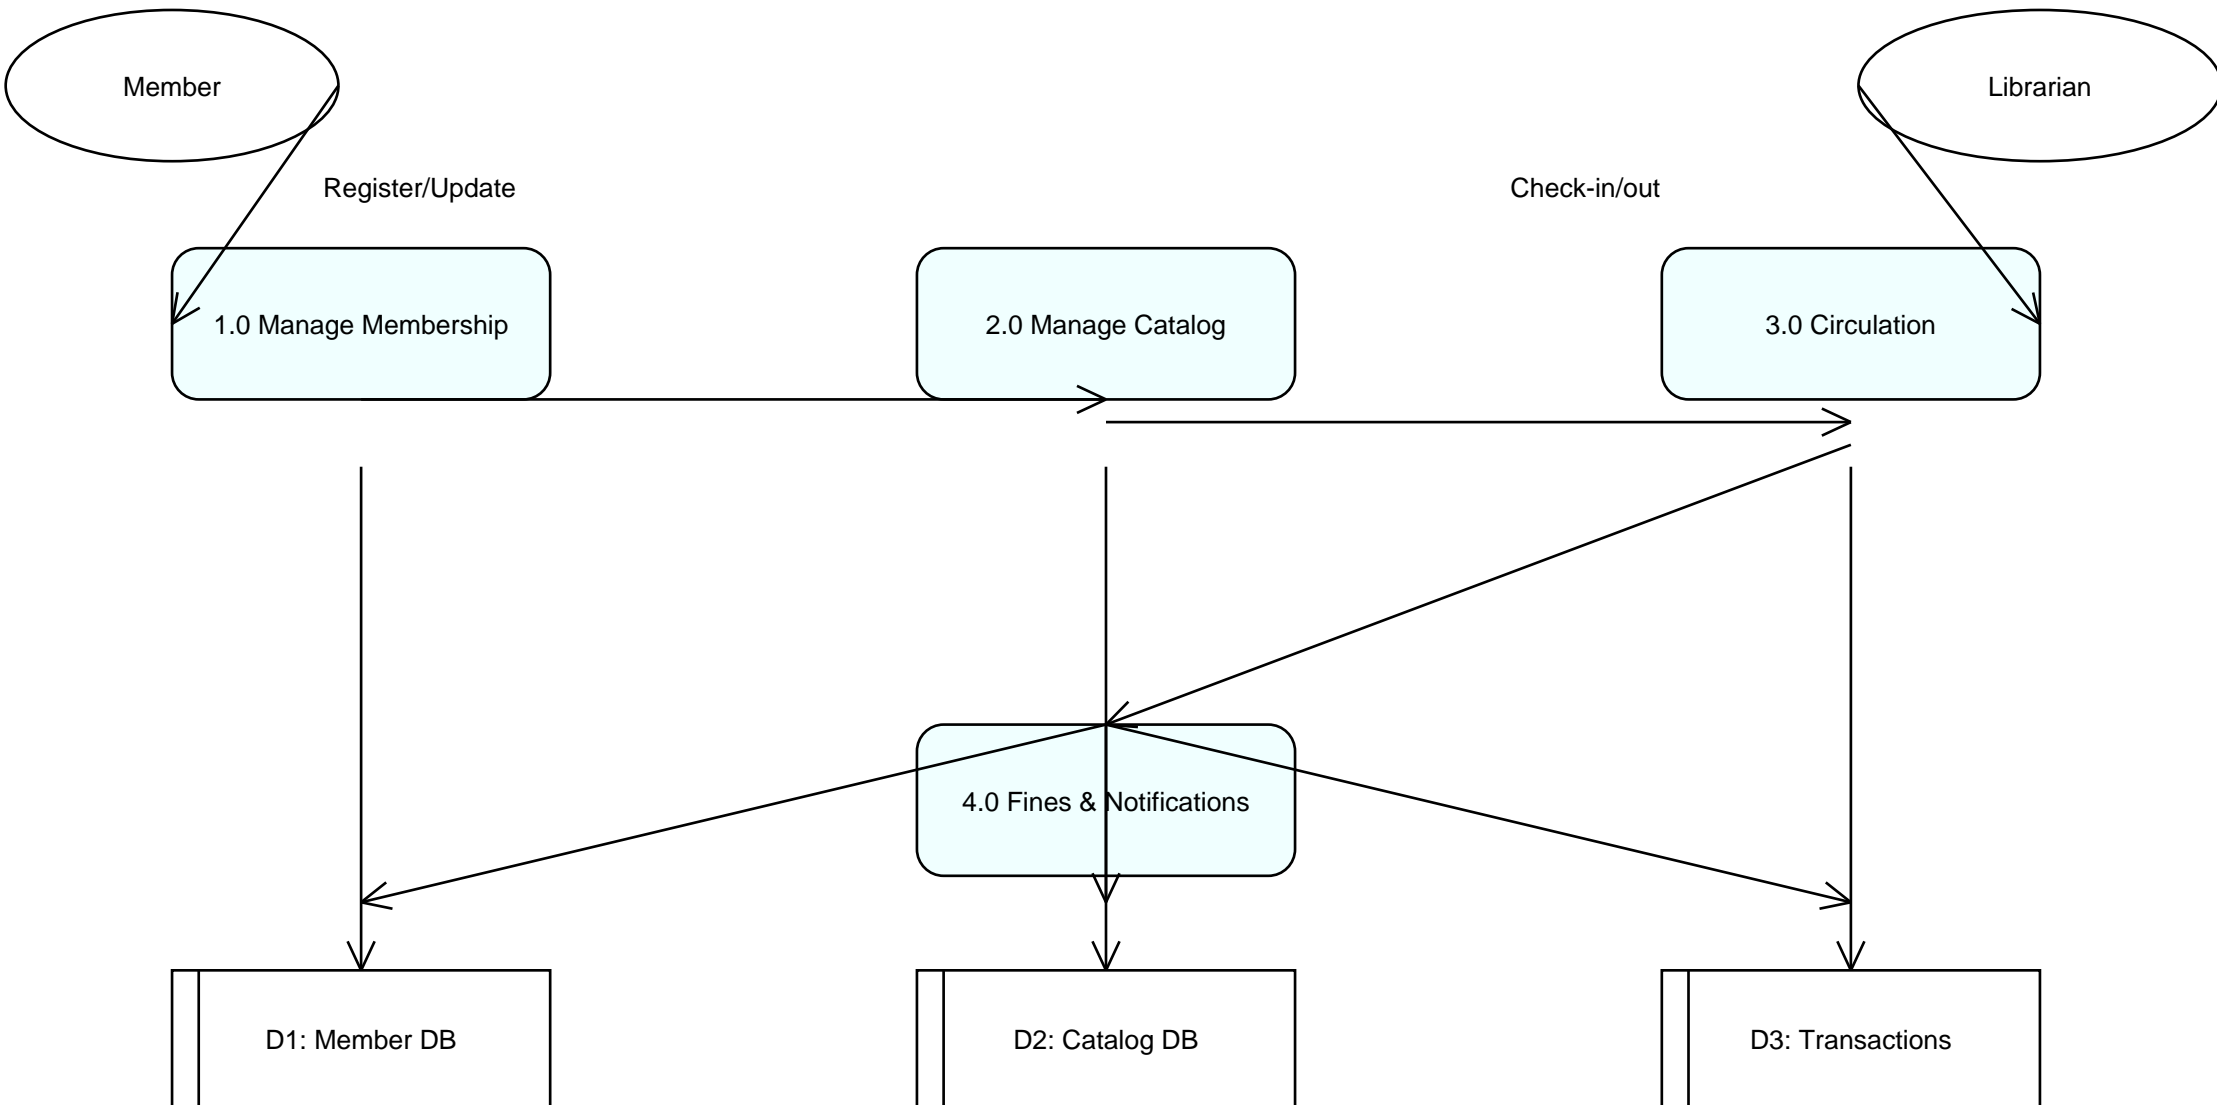 Member
Librarian
Register/Update
Check-in/out
1.0 Manage Membership
2.0 Manage Catalog
3.0 Circulation
4.0 Fines & Notifications
D1: Member DB
D2: Catalog DB
D3: Transactions